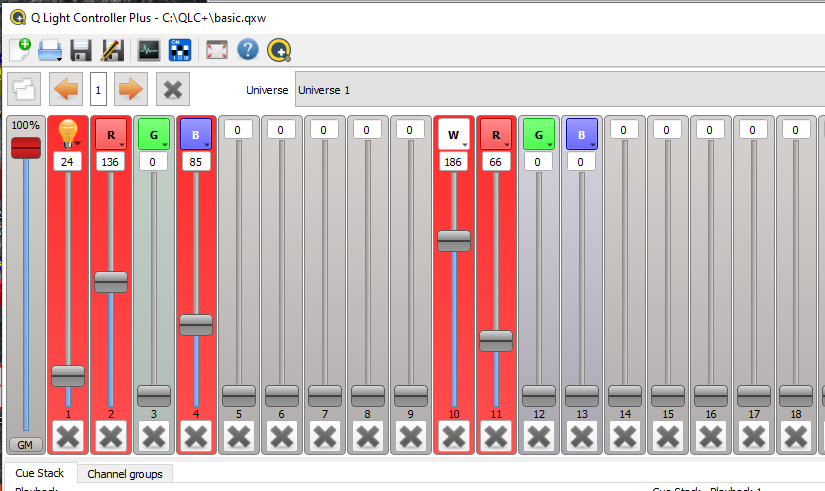 Q Light Controller Plus - C:\QLC+\basic.qxw
ON
1
Universe Universe 1
100% R G B 0 0 0 0 0 W R G B 0 0 0 0 0
24 136 0 85 186 66 0 0
1 2 3 4 5 6 7 8 9 10 11 12 13 14 15 16 17 18
GM
Cue Stack Channel groups
Playback Cue Stack - Playback 1